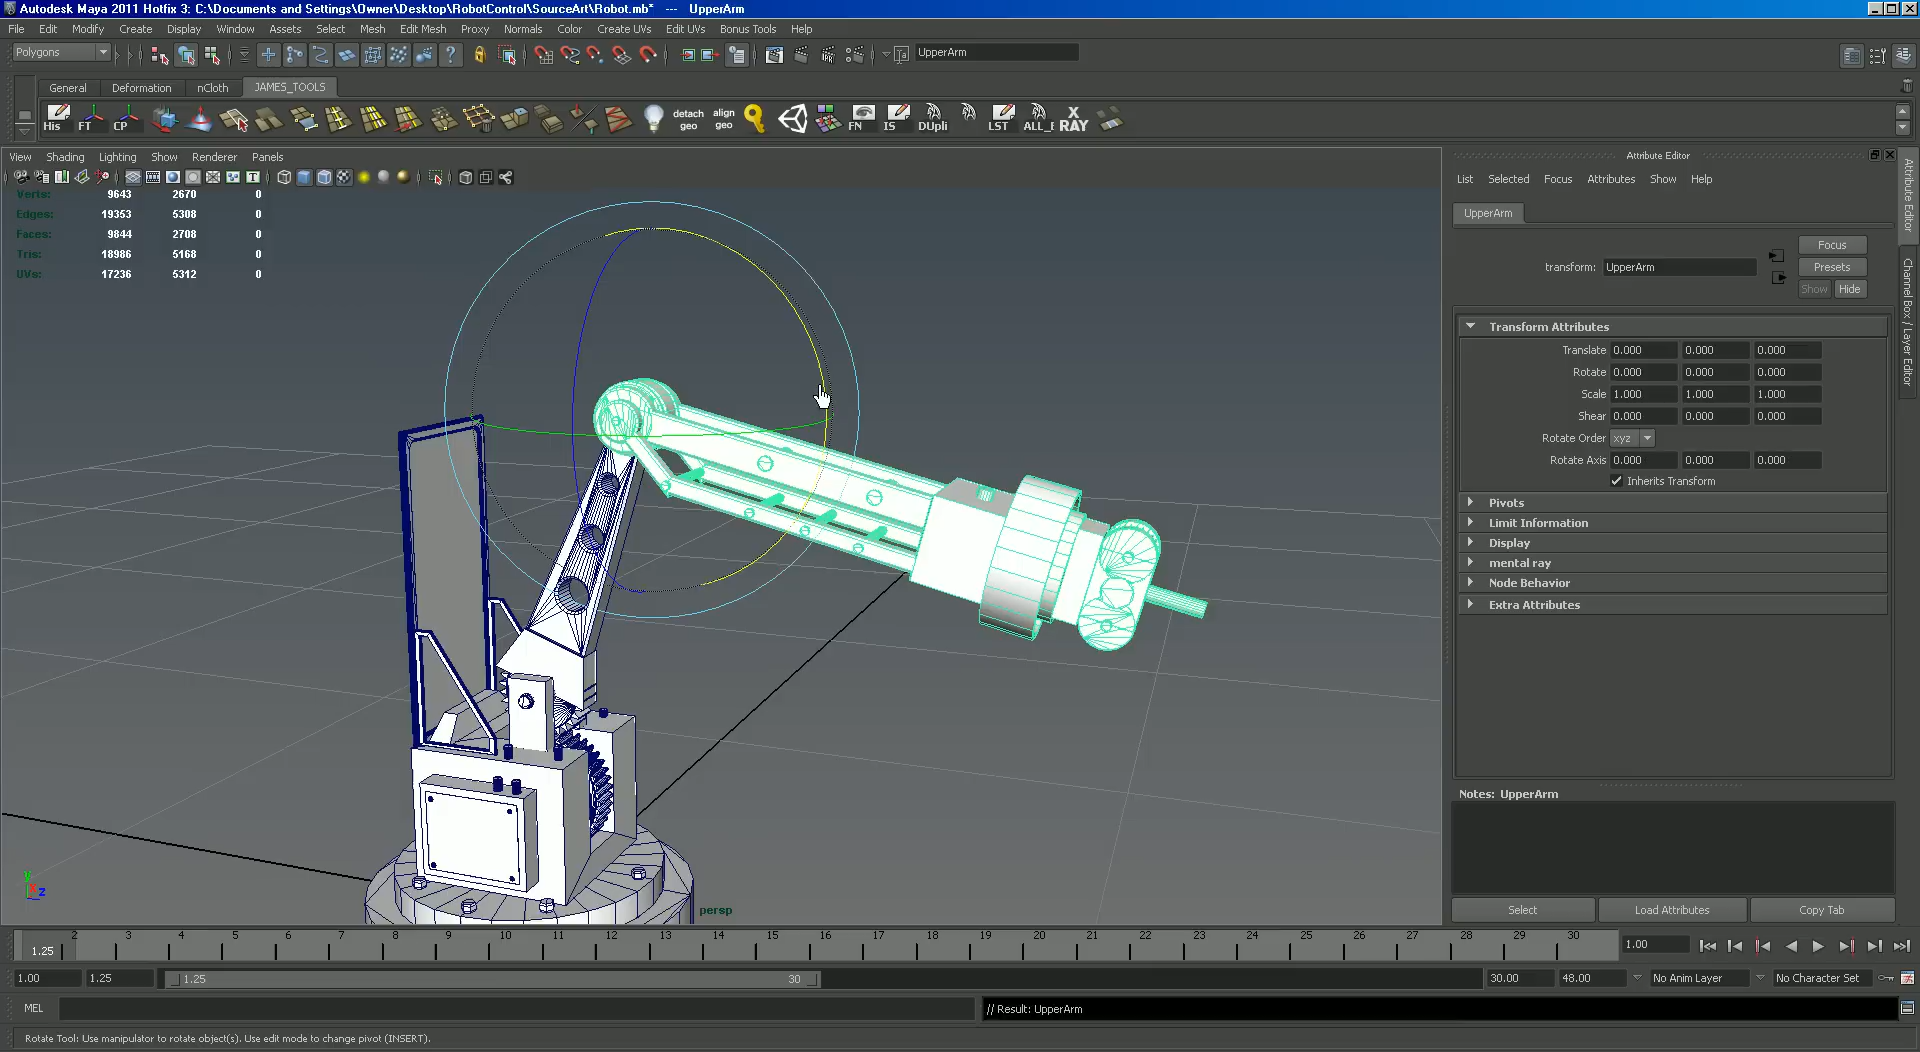 Autodesk Maya 2011 Hotfix 3: C:\Documents and Settings\Owner\Desktop\RobotControl\SourceArt\Robot.mb* --- UpperArm
File Edit Modify Create Display Window Assets Select Mesh Edit Mesh Proxy Normals Color Create UVs Edit UVs Bonus Tools Help
Polygons UpperArm
General Deformation nCloth JAMES_TOOLS
His FT CP detach geo align geo FN IS DUpli LST ALL_E X RAY
View Shading Lighting Show Renderer Panels
Verts: 9643 2670 0
Edges: 19353 5308 0
Faces: 9844 2708 0
Tris: 18986 5168 0
UVs: 17236 5312 0
y x z
persp
Attribute Editor
List Selected Focus Attributes Show Help
UpperArm
transform: UpperArm
Focus
Presets
Show Hide
Transform Attributes
Translate 0.000 0.000 0.000
Rotate 0.000 0.000 0.000
Scale 1.000 1.000 1.000
Shear 0.000 0.000 0.000
Rotate Order xyz
Rotate Axis 0.000 0.000 0.000
Inherits Transform
Pivots
Limit Information
Display
mental ray
Node Behavior
Extra Attributes
Notes: UpperArm
Select Load Attributes Copy Tab
Attribute Editor
Channel Box / Layer Editor
1.25 2 3 4 5 6 7 8 9 10 11 12 13 14 15 16 17 18 19 20 21 22 23 24 25 26 27 28 29 30 1.00
1.00 1.25 1.25 30 30.00 48.00 No Anim Layer No Character Set
MEL // Result: UpperArm
Rotate Tool: Use manipulator to rotate object(s). Use edit mode to change pivot (INSERT).